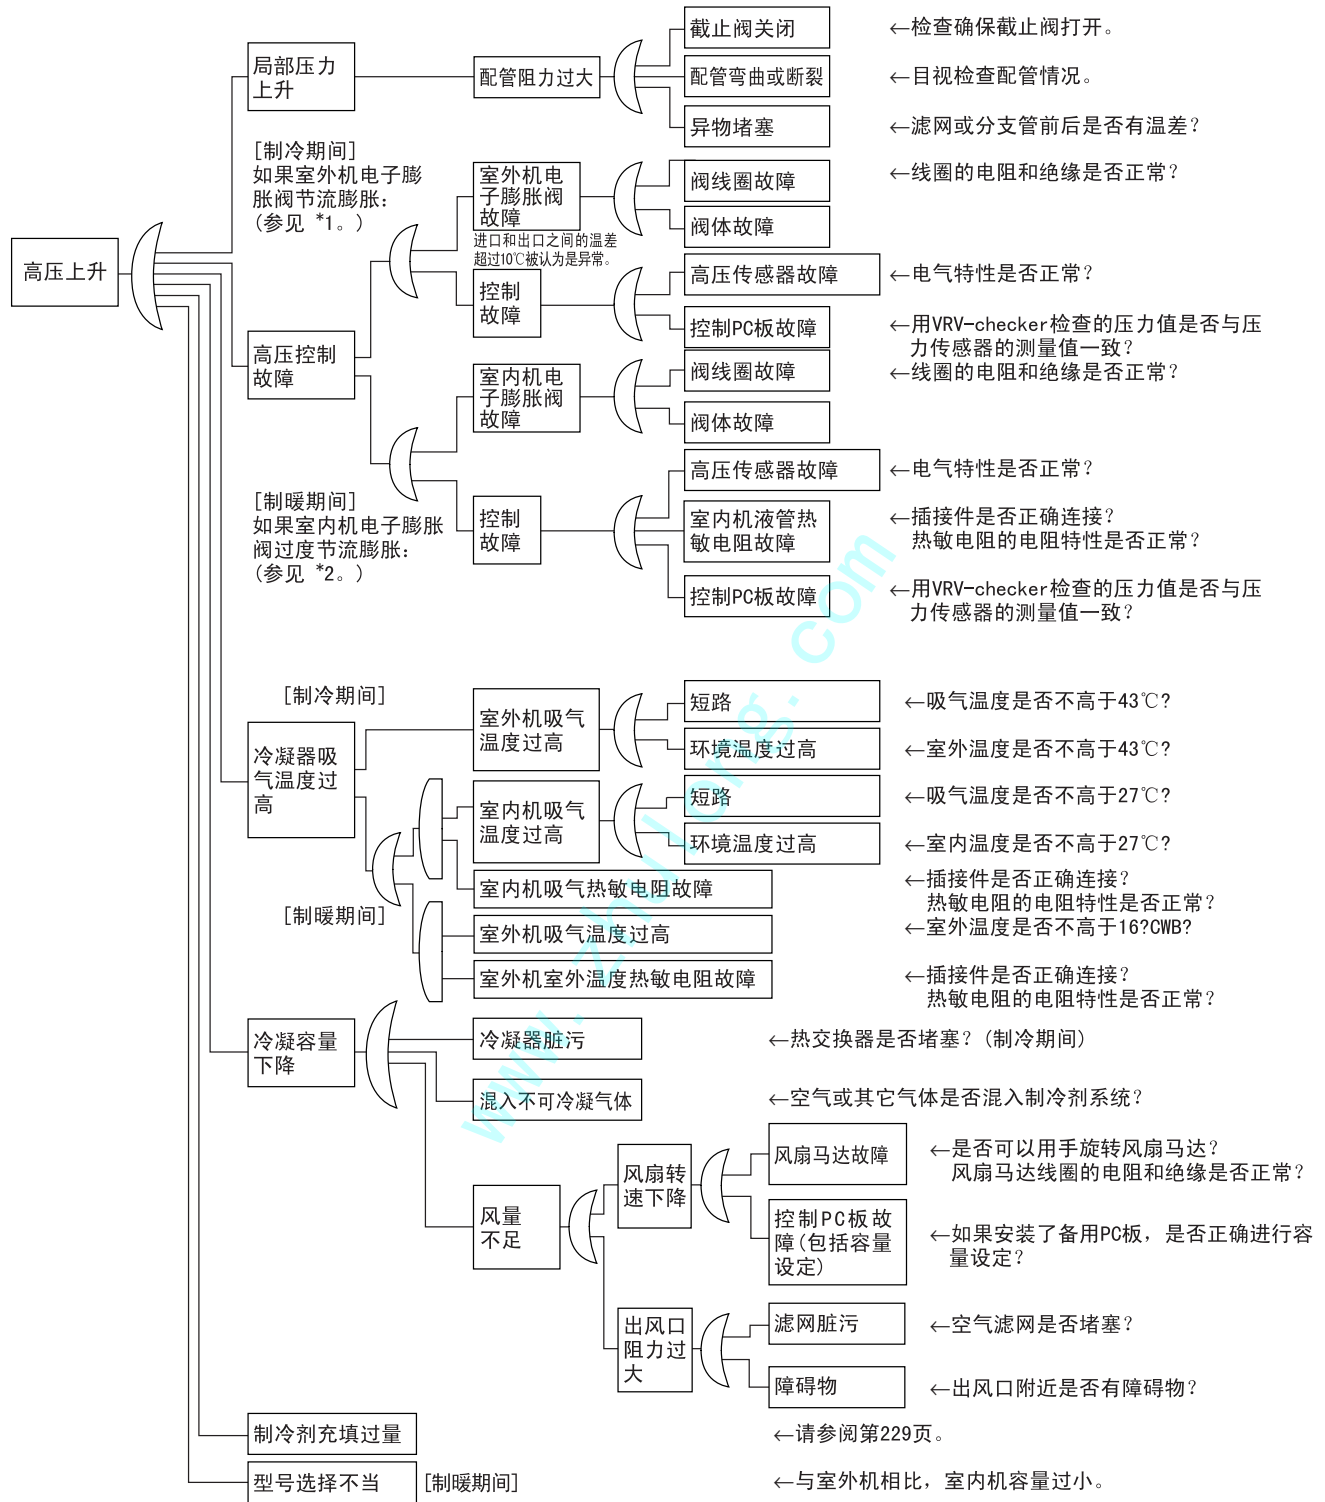 高压上升
局部压力
上升
配管阻力过大
截止阀关闭
←检查确保截止阀打开。
配管弯曲或断裂
←目视检查配管情况。
异物堵塞
←滤网或分支管前后是否有温差?
[制冷期间]
如果室外机电子膨
胀阀节流膨胀:
(参见 *1。)
高压控制
故障
室外机电
子膨胀阀
故障
进口和出口之间的温差
超过10℃被认为是异常。
阀线圈故障
←线圈的电阻和绝缘是否正常?
阀体故障
控制
故障
高压传感器故障
←电气特性是否正常?
控制PC板故障
←用VRV-checker检查的压力值是否与压
力传感器的测量值一致?
室内机电
子膨胀阀
故障
阀线圈故障
←线圈的电阻和绝缘是否正常?
阀体故障
[制暖期间]
如果室内机电子膨胀
阀过度节流膨胀:
(参见 *2。)
控制
故障
高压传感器故障
←电气特性是否正常?
室内机液管热
敏电阻故障
←插接件是否正确连接?
热敏电阻的电阻特性是否正常?
控制PC板故障
←用VRV-checker检查的压力值是否与压
力传感器的测量值一致?
[制冷期间]
冷凝器吸
气温度过
高
室外机吸气
温度过高
短路
←吸气温度是否不高于43℃?
环境温度过高
←室外温度是否不高于43℃?
室内机吸气
温度过高
短路
←吸气温度是否不高于27℃?
环境温度过高
←室内温度是否不高于27℃?
[制暖期间]
室内机吸气热敏电阻故障
←插接件是否正确连接?
热敏电阻的电阻特性是否正常?
室外机吸气温度过高
←室外温度是否不高于16?CWB?
室外机室外温度热敏电阻故障
←插接件是否正确连接?
热敏电阻的电阻特性是否正常?
冷凝容量
下降
冷凝器脏污
←热交换器是否堵塞?(制冷期间)
混入不可冷凝气体
←空气或其它气体是否混入制冷剂系统?
风量
不足
风扇转
速下降
风扇马达故障
←是否可以用手旋转风扇马达?
风扇马达线圈的电阻和绝缘是否正常?
控制PC板故
障(包括容量
设定)
←如果安装了备用PC板,是否正确进行容
量设定?
出风口
阻力过
大
滤网脏污
←空气滤网是否堵塞?
障碍物
←出风口附近是否有障碍物?
制冷剂充填过量
←请参阅第229页。
型号选择不当
[制暖期间]
←与室外机相比,室内机容量过小。
www.zhulong.com